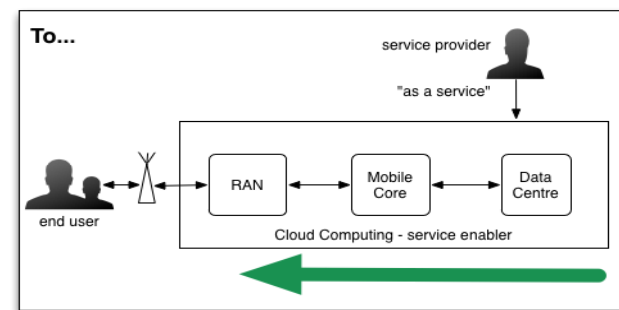 To...
service provider
"as a service"
end user
RAN
Mobile
Core
Data
Centre
Cloud Computing - service enabler